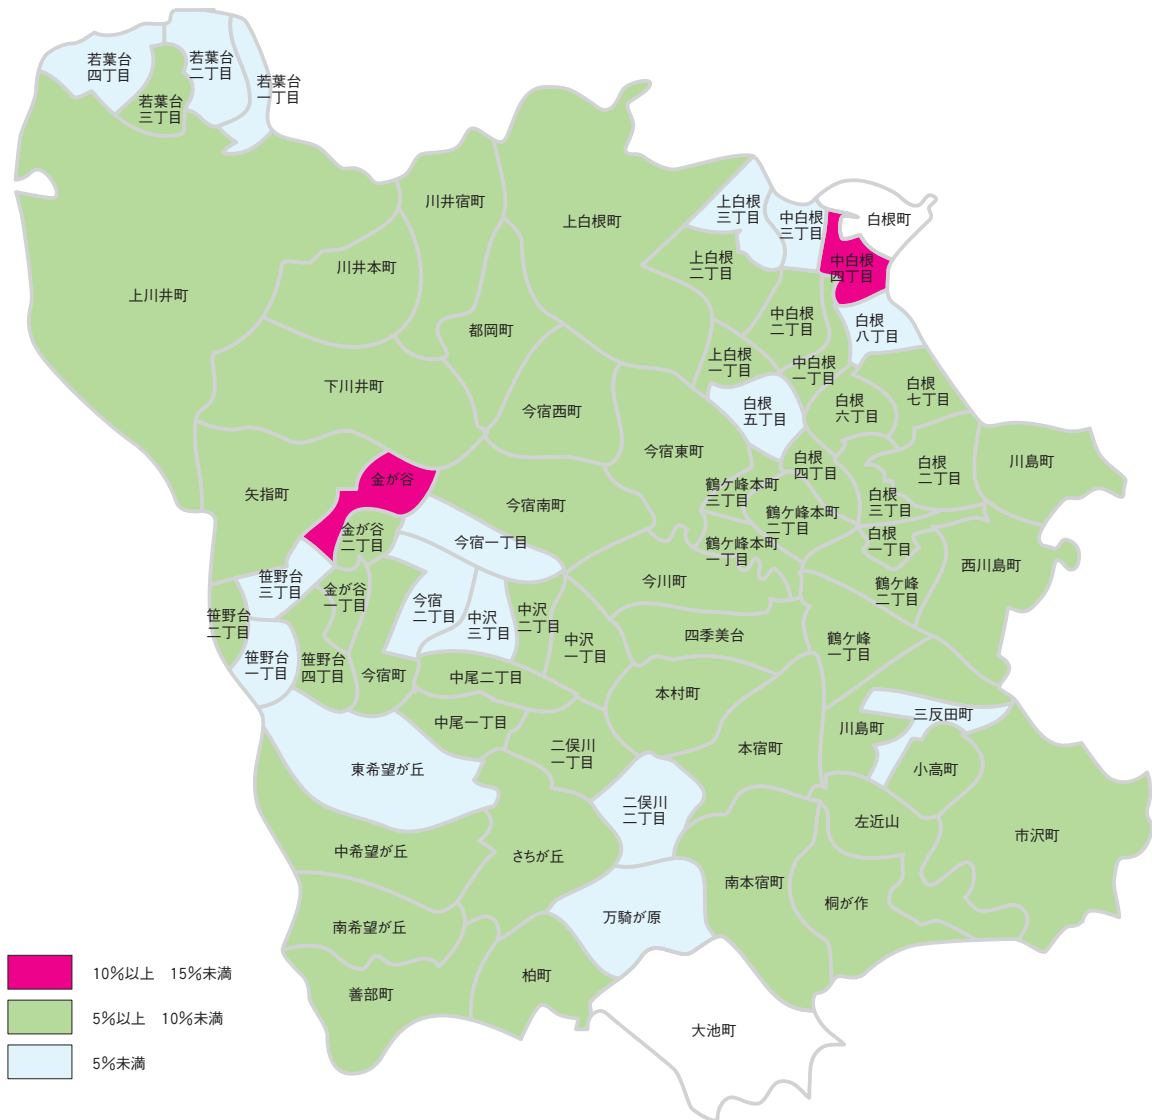 若葉台
四丁目
若葉台
二丁目
若葉台
一丁目
若葉台
三丁目
川井宿町
上白根町
上白根
三丁目
中白根
三丁目
白根町
川井本町
上白根
二丁目
中白根
四丁目
上川井町
都岡町
中白根
二丁目
白根
八丁目
下川井町
上白根
一丁目
中白根
一丁目
白根
七丁目
今宿西町
白根
五丁目
白根
六丁目
今宿東町
川島町
矢指町
金が谷
白根
四丁目
白根
二丁目
今宿南町
鶴ケ峰本町
三丁目
白根
三丁目
金が谷
二丁目
今宿一丁目
鶴ケ峰本町
二丁目
鶴ケ峰本町
一丁目
白根
一丁目
西川島町
笹野台
三丁目
金が谷
一丁目
今宿
二丁目
中沢
三丁目
中沢
二丁目
今川町
鶴ケ峰
二丁目
笹野台
二丁目
中沢
一丁目
四季美台
鶴ケ峰
一丁目
笹野台
一丁目
笹野台
四丁目
今宿町
中尾二丁目
本村町
中尾一丁目
二俣川
一丁目
本宿町
川島町
三反田町
東希望が丘
小高町
二俣川
二丁目
左近山
市沢町
中希望が丘
さちが丘
南本宿町
桐が作
南希望が丘
万騎が原
柏町
善部町
大池町
10%以上 15%未満
5%以上 10%未満
5%未満